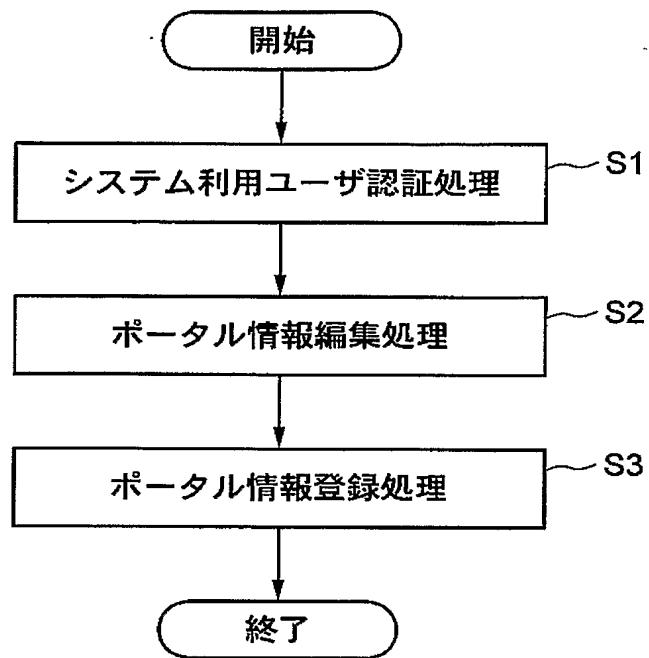 開始
システム利用ユーザ認証処理
S1
ポータル情報編集処理
S2
ポータル情報登録処理
S3
終了